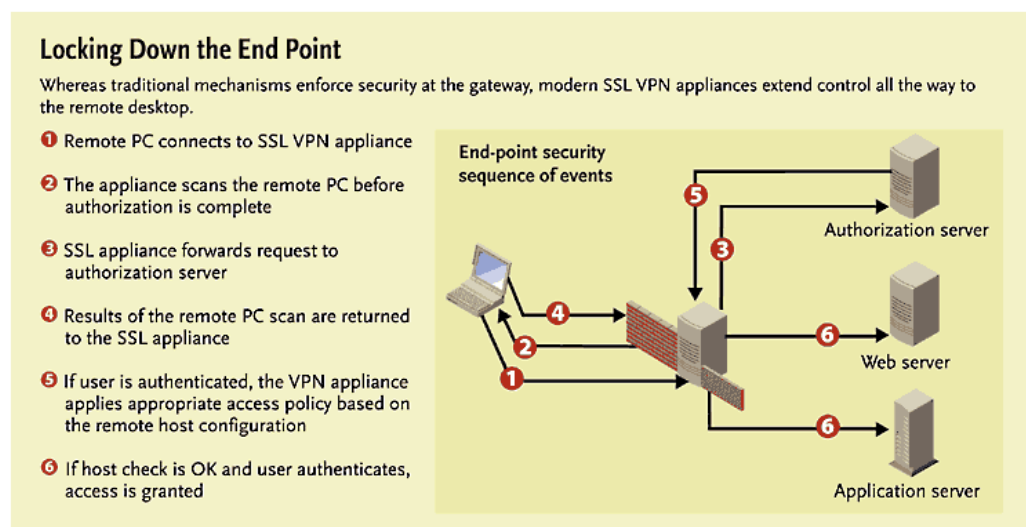 Locking Down the End Point
Whereas traditional mechanisms enforce security at the gateway, modern SSL VPN appliances extend control all the way to
the remote desktop.
1 Remote PC connects to SSL VPN appliance
2 The appliance scans the remote PC before
authorization is complete
3 SSL appliance forwards request to
authorization server
4 Results of the remote PC scan are returned
to the SSL appliance
5 If user is authenticated, the VPN appliance
applies appropriate access policy based on
the remote host configuration
6 If host check is OK and user authenticates,
access is granted
End-point security
sequence of events
5
3
Authorization server
4
2
1
6
Web server
6
Application server